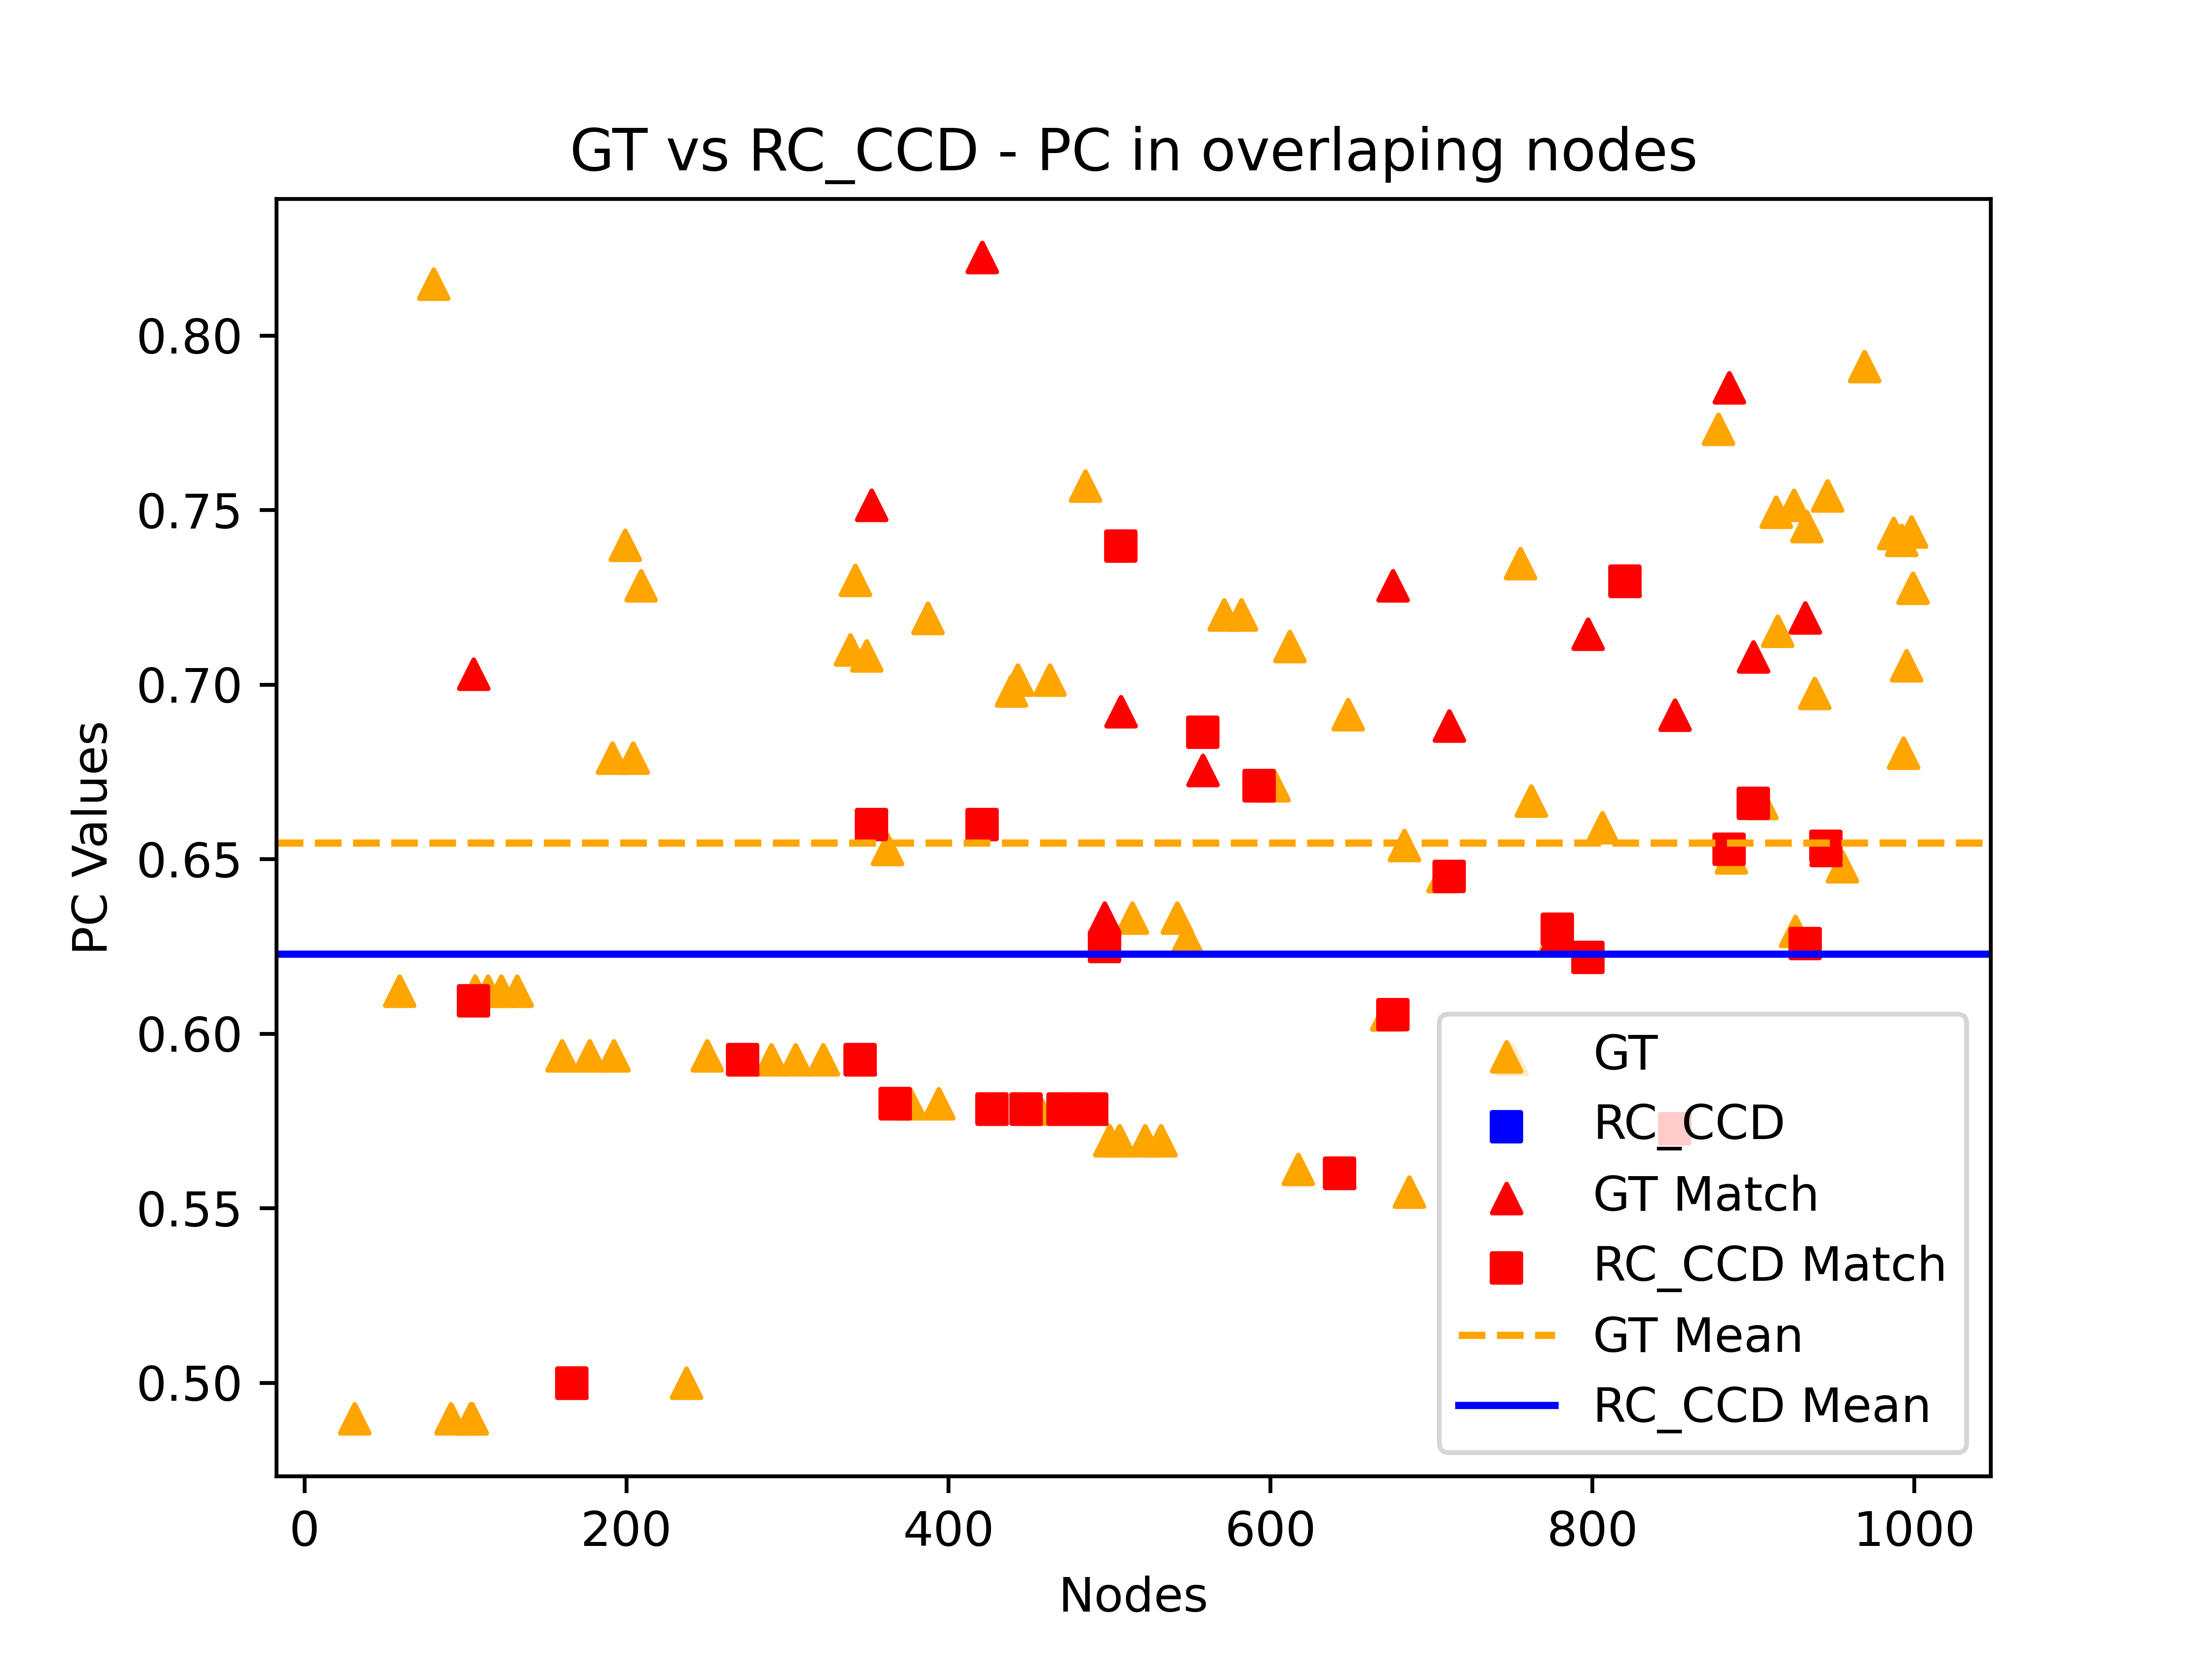 GT vs RC_CCD - PC in overlaping nodes
0.80
0.75
0.70
0.65
0.60
0.55
0.50
PC Values
GT
RC_CCD
GT Match
RC_CCD Match
GT Mean
RC_CCD Mean
0 200 400 600 800 1000
Nodes